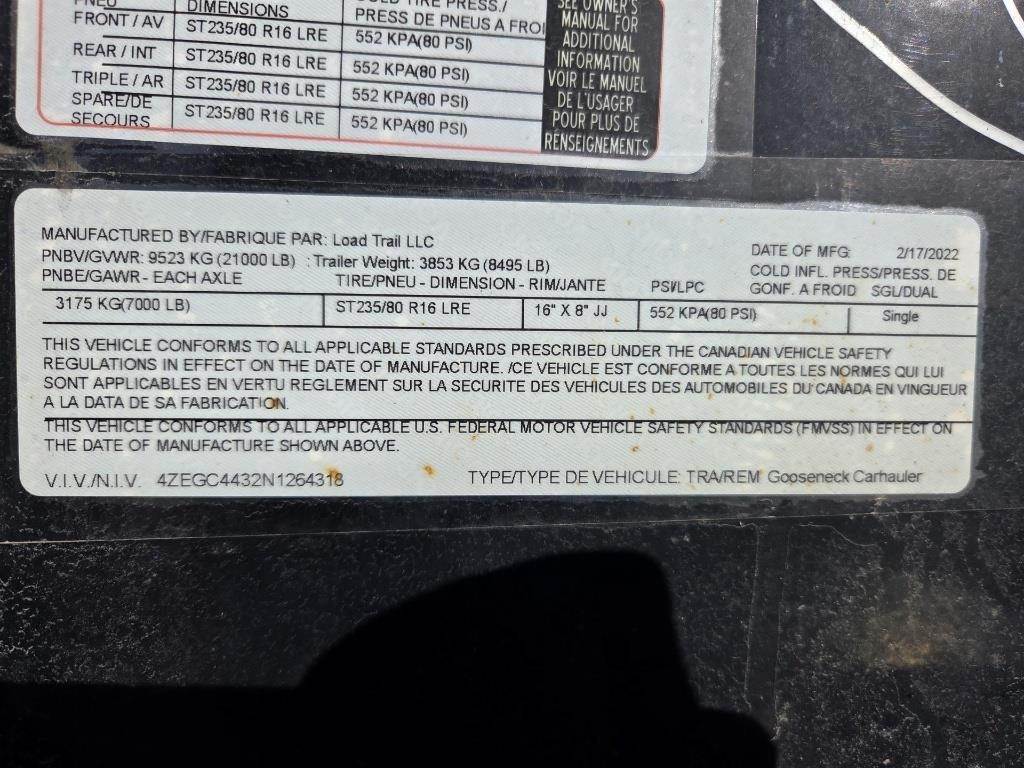 PNEU DIMENSIONS COLD TIRE PRESS./
PRESS DE PNEUS A FROI
FRONT / AV ST235/80 R16 LRE 552 KPA(80 PSI)
REAR / INT ST235/80 R16 LRE 552 KPA(80 PSI)
TRIPLE / AR ST235/80 R16 LRE 552 KPA(80 PSI)
SPARE/DE
SECOURS ST235/80 R16 LRE 552 KPA(80 PSI)
SEE OWNER'S
MANUAL FOR
ADDITIONAL
INFORMATION
VOIR LE MANUEL
DE L'USAGER
POUR PLUS DE
RENSEIGNEMENTS
MANUFACTURED BY/FABRIQUE PAR: Load Trail LLC DATE OF MFG: 2/17/2022
PNBV/GVWR: 9523 KG (21000 LB) : Trailer Weight: 3853 KG (8495 LB) COLD INFL. PRESS/PRESS. DE
PNBE/GAWR - EACH AXLE TIRE/PNEU - DIMENSION - RIM/JANTE PSI/LPC GONF. A FROID SGL/DUAL
3175 KG(7000 LB) ST235/80 R16 LRE 16" X 8" JJ 552 KPA(80 PSI) Single
THIS VEHICLE CONFORMS TO ALL APPLICABLE STANDARDS PRESCRIBED UNDER THE CANADIAN VEHICLE SAFETY
REGULATIONS IN EFFECT ON THE DATE OF MANUFACTURE. /CE VEHICLE EST CONFORME A TOUTES LES NORMES QUI LUI
SONT APPLICABLES EN VERTU REGLEMENT SUR LA SECURITE DES VEHICULES DES AUTOMOBILES DU CANADA EN VINGUEUR
A LA DATA DE SA FABRICATION.
THIS VEHICLE CONFORMS TO ALL APPLICABLE U.S. FEDERAL MOTOR VEHICLE SAFETY STANDARDS (FMVSS) IN EFFECT ON
THE DATE OF MANUFACTURE SHOWN ABOVE.
V.I.V./N.I.V. 4ZEGC4432N1264318 TYPE/TYPE DE VEHICULE: TRA/REM Gooseneck Carhauler